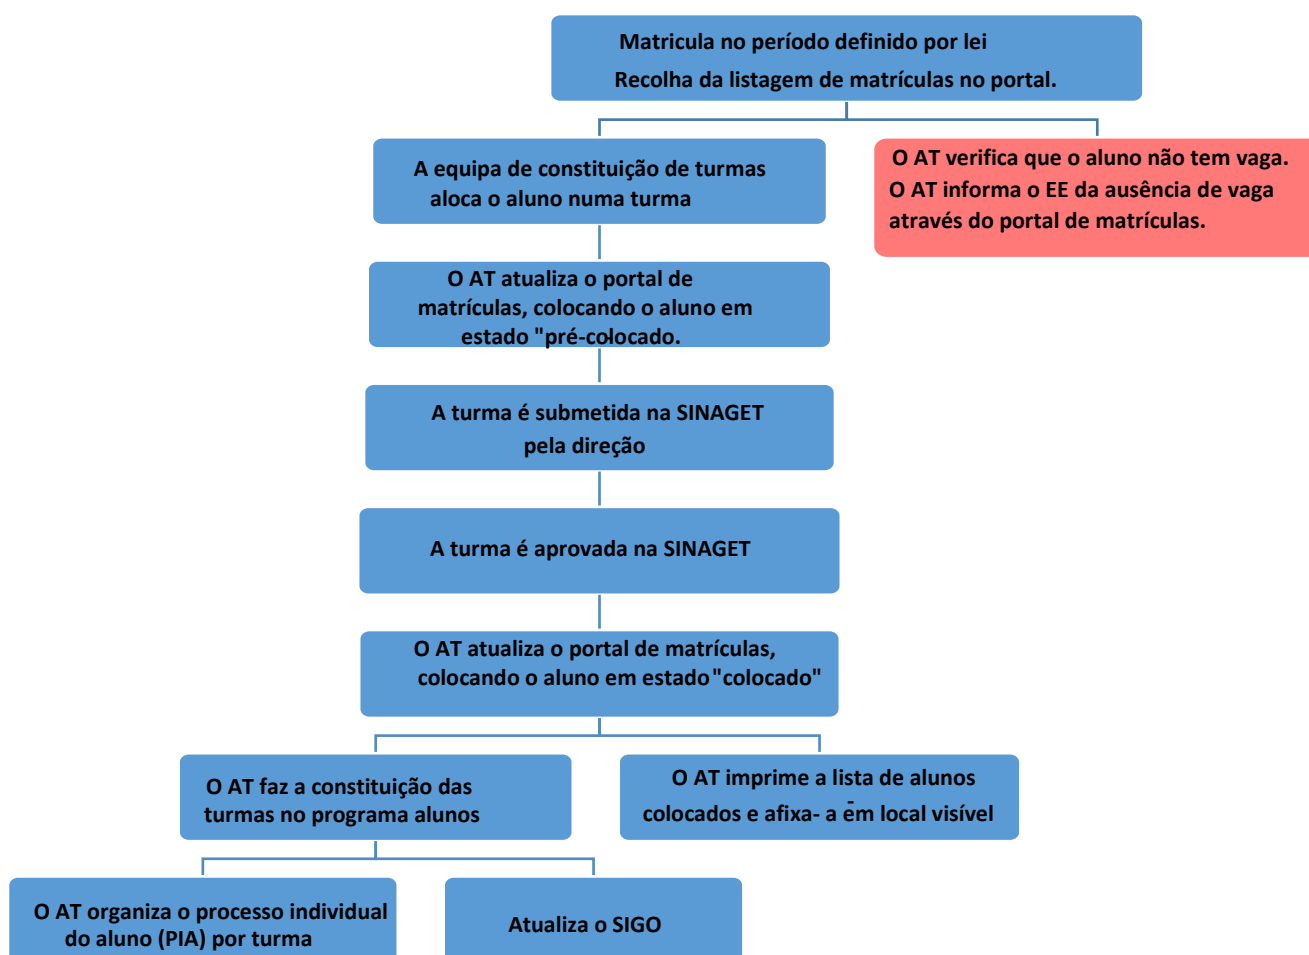 Matricula no período definido por lei
Recolha da listagem de matrículas no portal.
A equipa de constituição de turmas
aloca o aluno numa turma
O AT verifica que o aluno não tem vaga.
O AT informa o EE da ausência de vaga
através do portal de matrículas.
O AT atualiza o portal de
matrículas, colocando o aluno em
estado "pré-colocado.
A turma é submetida na SINAGET
pela direção
A turma é aprovada na SINAGET
O AT atualiza o portal de matrículas,
colocando o aluno em estado "colocado"
O AT faz a constituição das
turmas no programa alunos
O AT imprime a lista de alunos
colocados e afixa- a em local visível
O AT organiza o processo individual
do aluno (PIA) por turma
Atualiza o SIGO